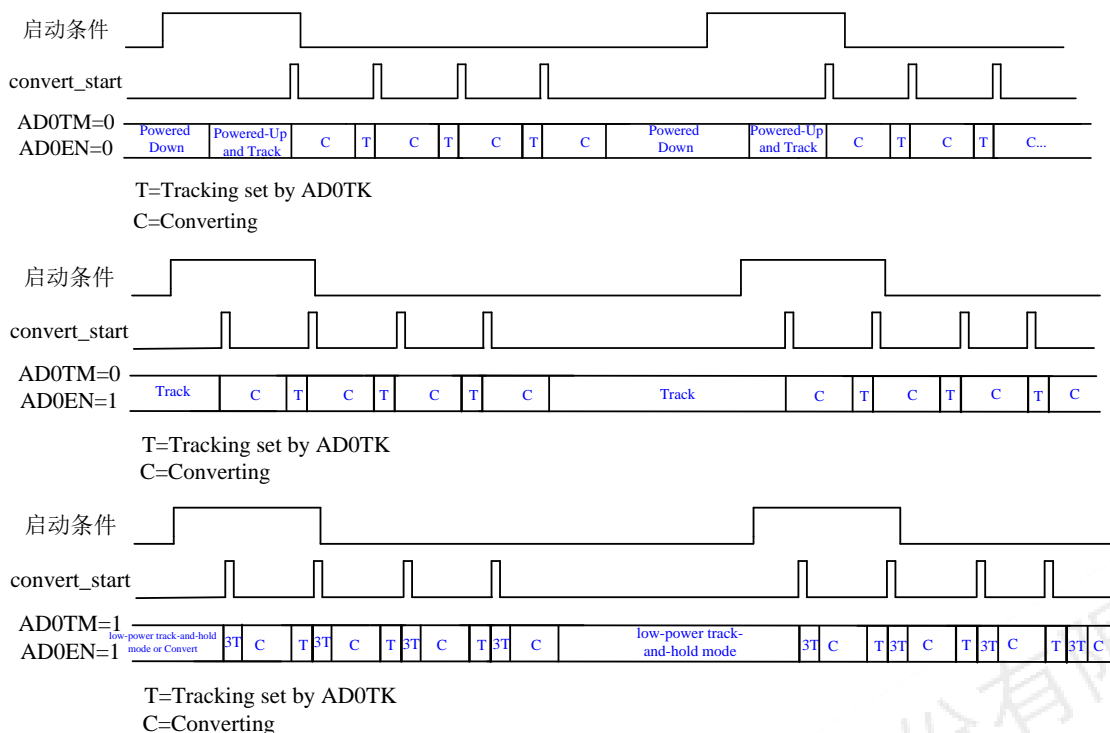 启动条件
convert_start
AD0TM=0
AD0EN=0
Powered Down
Powered-Up and Track
C
T
C
T
C
T
C
Powered Down
Powered-Up and Track
C
T
C
T
C...
T=Tracking set by AD0TK
C=Converting
启动条件
convert_start
AD0TM=0
AD0EN=1
Track
C
T
C
T
C
T
C
Track
C
T
C
T
C
T
C
T=Tracking set by AD0TK
C=Converting
启动条件
convert_start
AD0TM=1
AD0EN=1
low-power track-and-hold mode or Convert
3T
C
T
3T
C
T
3T
C
T
3T
C
low-power track-and-hold mode
3T
C
T
3T
C
T
3T
C
T
3T
C
T=Tracking set by AD0TK
C=Converting
份有限